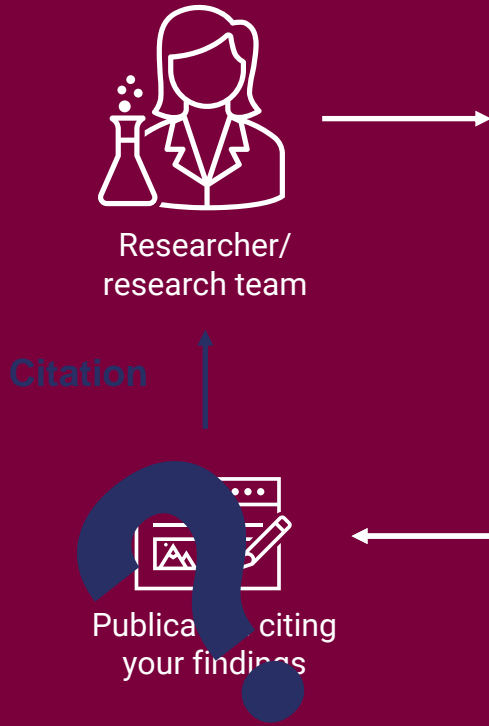 Researcher/
research team
Citation
citing
your findings